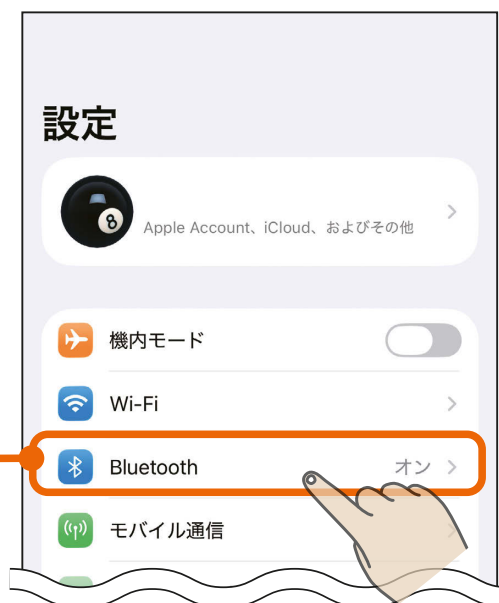 設定
8
Apple Account、iCloud、およびその他
機内モード
Wi-Fi
Bluetooth オン
モバイル通信